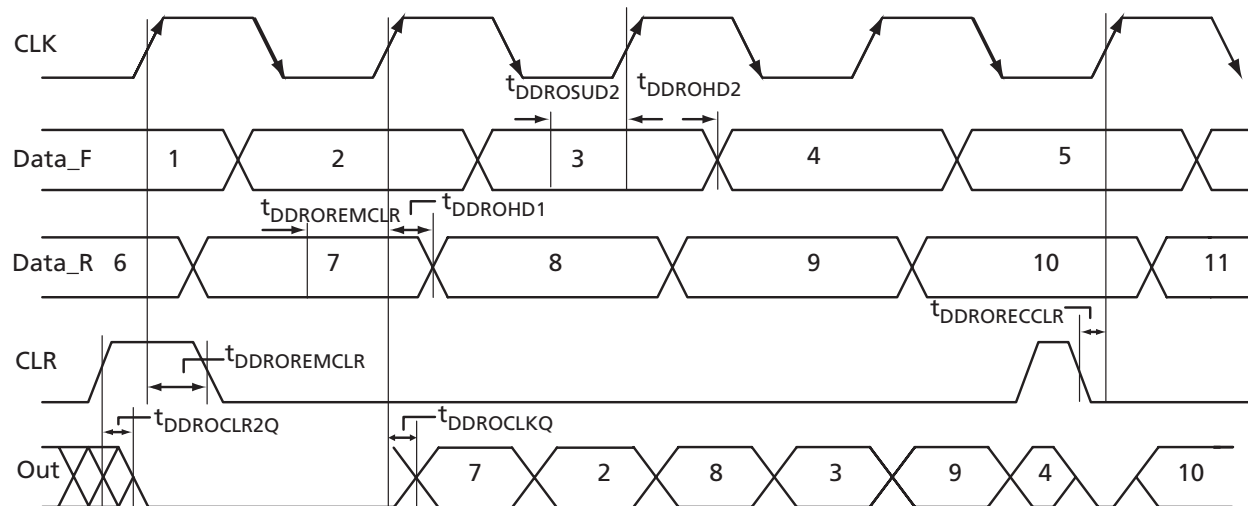 CLK
tDDROSUD2 tDDROHD2
Data_F 1 2 3 4 5
tDDROREMCLR tDDROHD1
Data_R 6 7 8 9 10 11
tDDRORECCLR
CLR tDDROREMCLR
tDDROCLR2Q tDDROCLKQ
Out 7 2 8 3 9 4 10